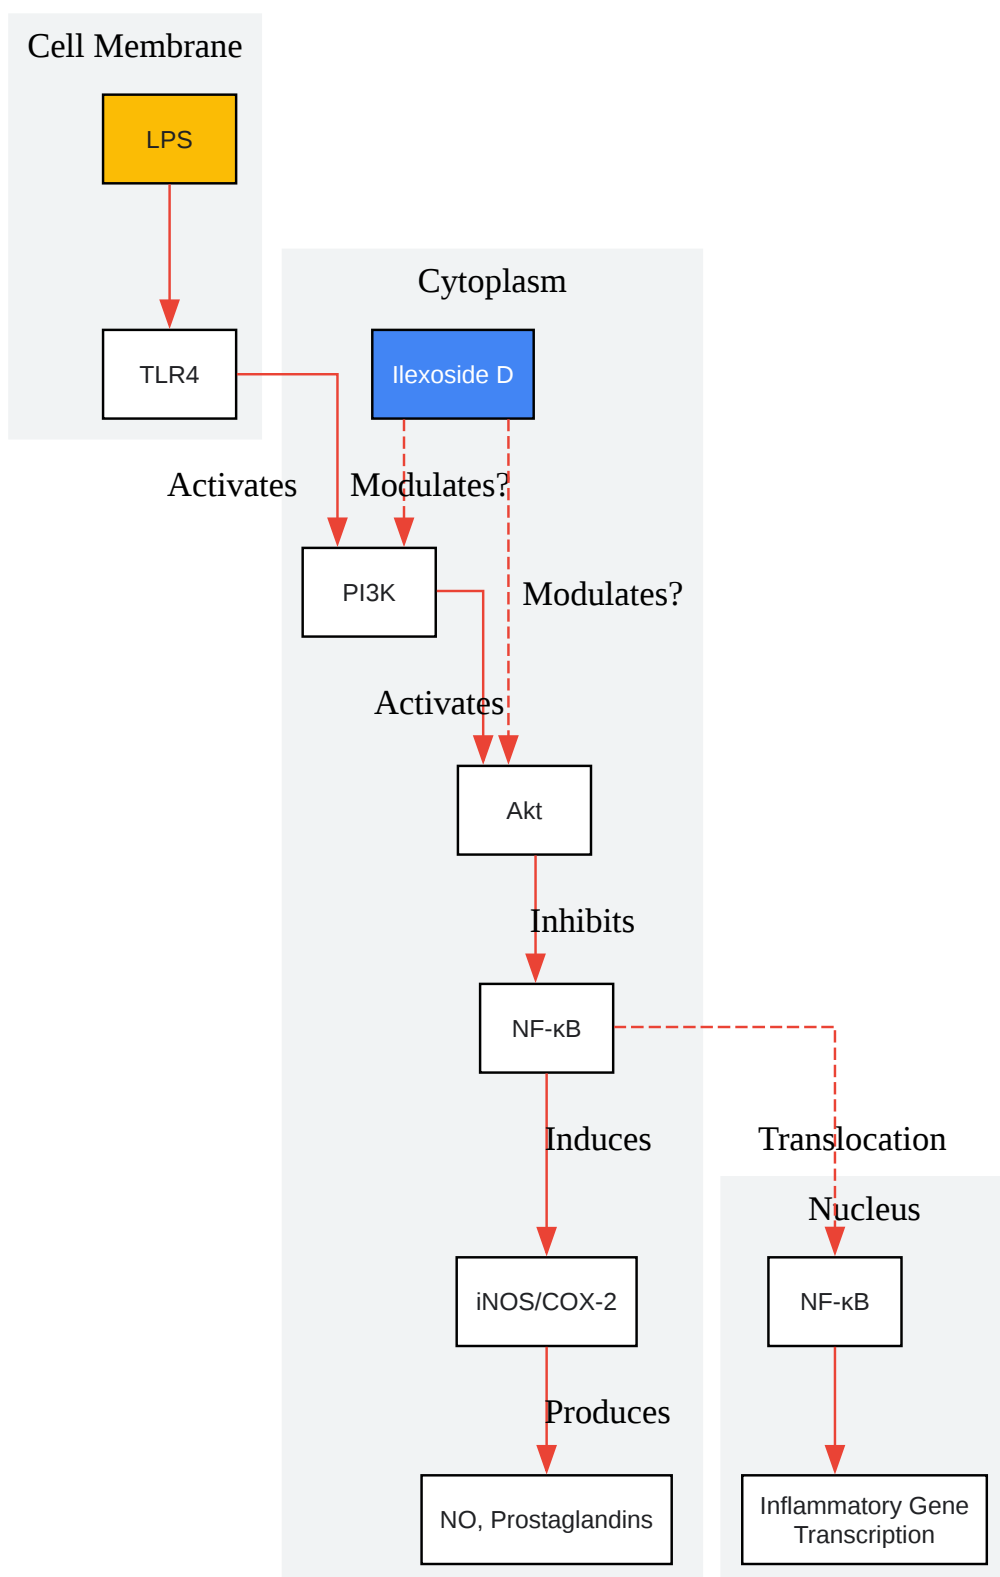 Cell Membrane
LPS
Cytoplasm
TLR4
Ilexoside D
Activates
Modulates?
PI3K
Modulates?
Activates
Akt
Inhibits
NF-κB
Induces
Translocation
Nucleus
iNOS/COX-2
NF-κB
Produces
NO, Prostaglandins
Inflammatory Gene
Transcription